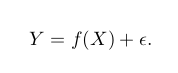 Y = f(X) + ϵ.